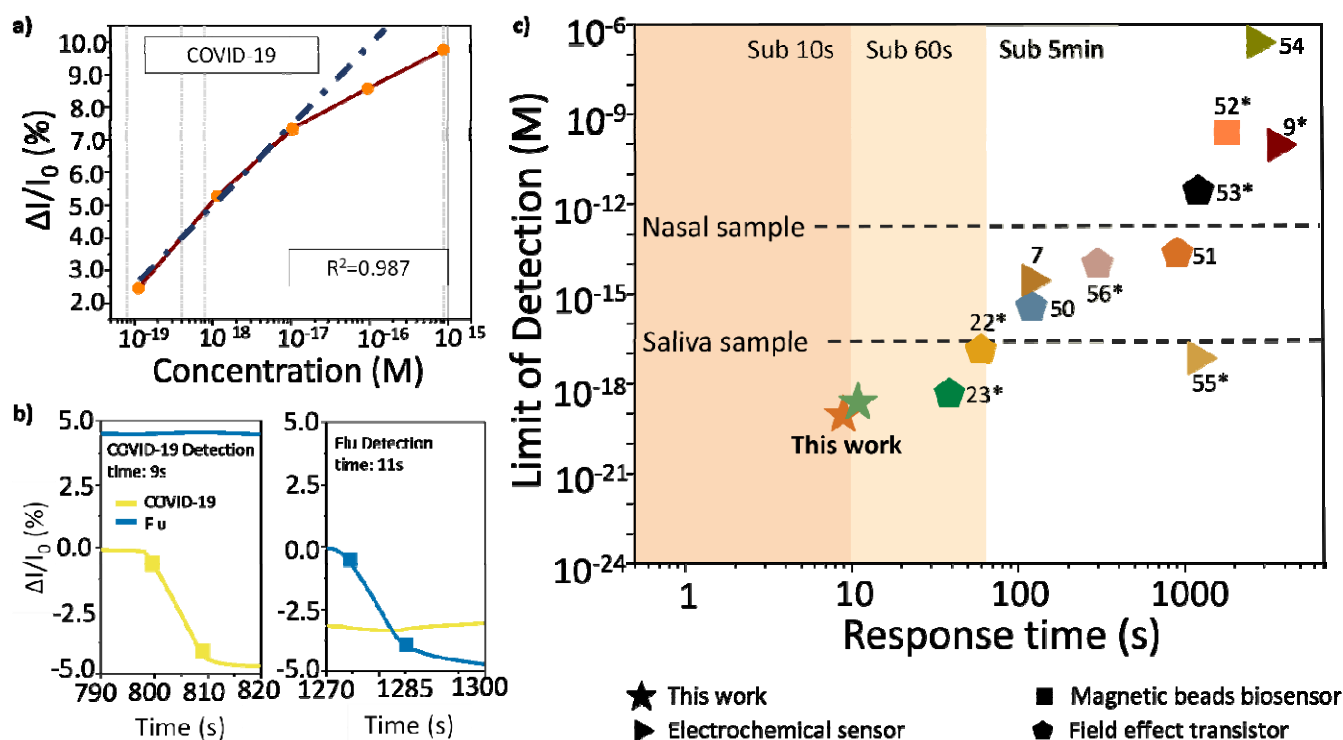 a)
COVID-19
R²=0.987
ΔI/I₀ (%)
10.0
9.0
8.0
7.0
6.0
5.0
4.0
3.0
2.0
10⁻¹⁹
10⁻¹⁸
10⁻¹⁷
10⁻¹⁶
10⁻¹⁵
Concentration (M)
b)
ΔI/I₀ (%)
5.0
2.5
0.0
-2.5
-5.0
COVID-19 Detection
time: 9s
COVID-19
F u
790 800 810 820
Time (s)
5.0
2.5
0.0
-2.5
-5.0
Flu Detection
time: 11s
1270 1285 1300
Time (s)
c)
Limit of Detection (M)
10⁻⁶
10⁻⁹
10⁻¹²
10⁻¹⁵
10⁻¹⁸
10⁻²¹
10⁻²⁴
Sub 10s
Sub 60s
Sub 5min
54
52*
9*
53*
Nasal sample
7
51
56*
50
22*
Saliva sample
55*
23*
This work
1 10 100 1000
Response time (s)
This work
Magnetic beads biosensor
Electrochemical sensor
Field effect transistor